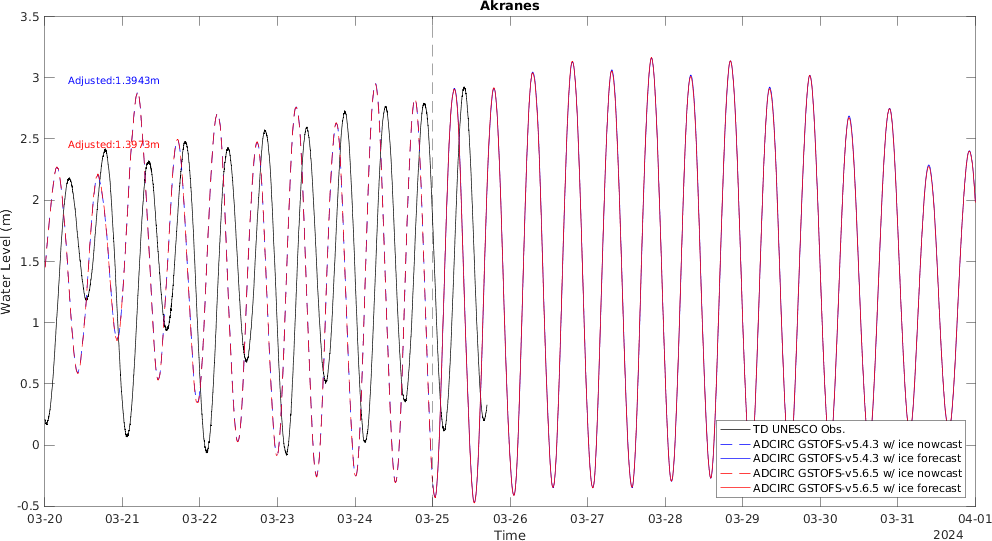 Akranes
3.5
3
2.5
2
1.5
1
0.5
0
-0.5
Water Level (m)
Adjusted:1.3943m
Adjusted:1.3973m
TD UNESCO Obs.
ADCIRC GSTOFS-v5.4.3 w/ ice nowcast
ADCIRC GSTOFS-v5.4.3 w/ ice forecast
ADCIRC GSTOFS-v5.6.5 w/ ice nowcast
ADCIRC GSTOFS-v5.6.5 w/ ice forecast
03-20 03-21 03-22 03-23 03-24 03-25 03-26 03-27 03-28 03-29 03-30 03-31 04-01
Time
2024